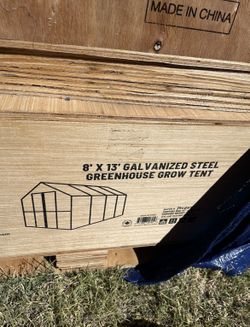 MADE IN CHINA
8' X 13' GALVANIZED STEEL
GREENHOUSE GROW TENT